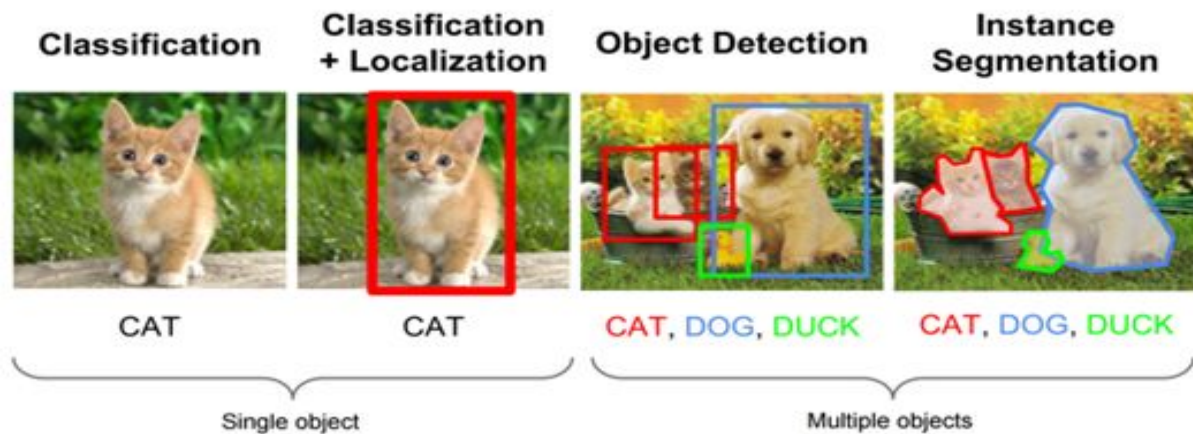 Classification
Classification
+ Localization
Object Detection
Instance
Segmentation
CAT
CAT
CAT, DOG, DUCK
CAT, DOG, DUCK
Single object
Multiple objects